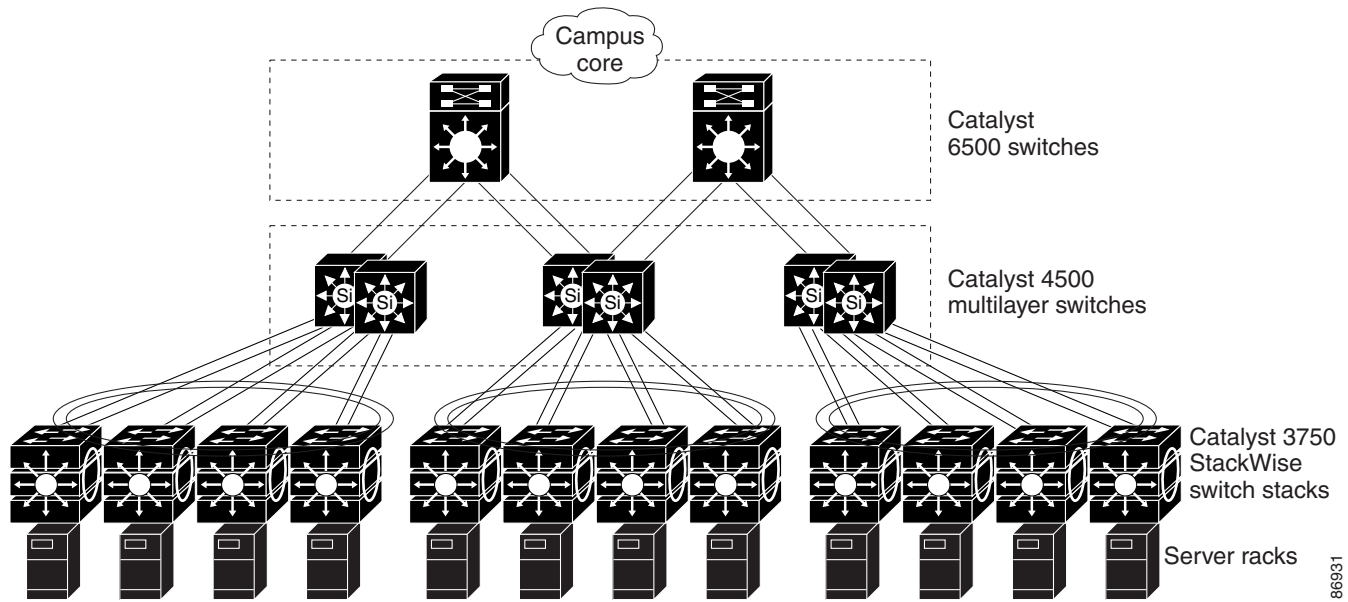 Campus
core
Catalyst
6500 switches
Si
Si
Si
Si
Si
Si
Catalyst 4500
multilayer switches
Catalyst 3750
StackWise
switch stacks
Server racks
86931